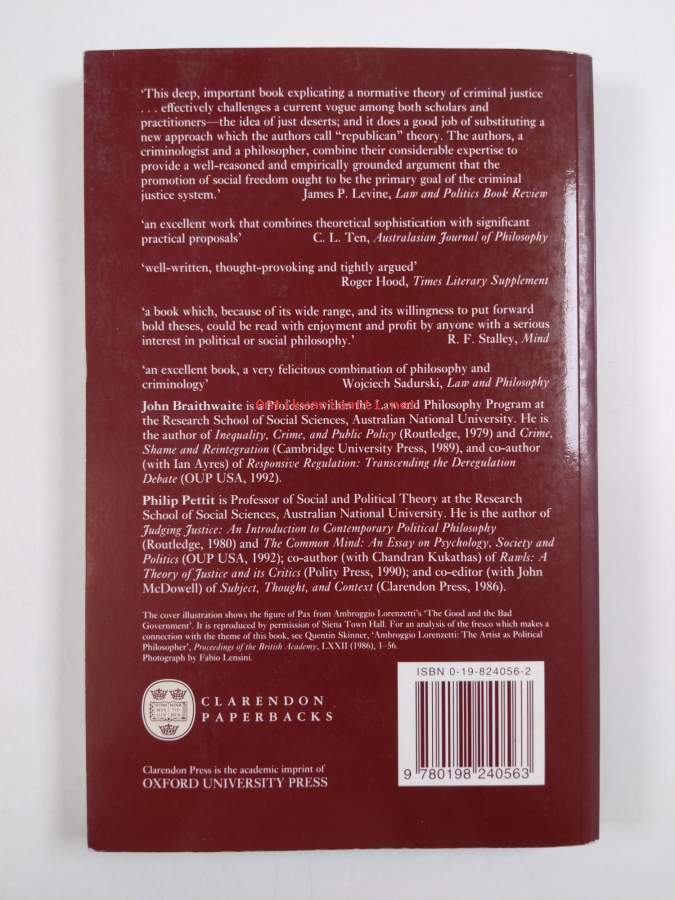 ‘This deep, important book explicating a normative theory of criminal justice
. . . effectively challenges a current vogue among both scholars and
practitioners—the idea of just deserts; and it does a good job of substituting a
new approach which the authors call “republican” theory. The authors, a
criminologist and a philosopher, combine their considerable expertise to
provide a well-reasoned and empirically grounded argument that the
promotion of social freedom ought to be the primary goal of the criminal
justice system.’ James P. Levine, Law and Politics Book Review
‘an excellent work that combines theoretical sophistication with significant
practical proposals’ C. L. Ten, Australasian Journal of Philosophy
‘well-written, thought-provoking and tightly argued’
Roger Hood, Times Literary Supplement
‘a book which, because of its wide range, and its willingness to put forward
bold theses, could be read with enjoyment and profit by anyone with a serious
interest in political or social philosophy.’ R. F. Stalley, Mind
‘an excellent book, a very felicitous combination of philosophy and
criminology’ Wojciech Sadurski, Law and Philosophy
Antikvariaatti.net
John Braithwaite is a Professor within the Law and Philosophy Program at
the Research School of Social Sciences, Australian National University. He is
the author of Inequality, Crime, and Public Policy (Routledge, 1979) and Crime,
Shame and Reintegration (Cambridge University Press, 1989), and co-author
(with Ian Ayres) of Responsive Regulation: Transcending the Deregulation
Debate (OUP USA, 1992).
Philip Pettit is Professor of Social and Political Theory at the Research
School of Social Sciences, Australian National University. He is the author of
Judging Justice: An Introduction to Contemporary Political Philosophy
(Routledge, 1980) and The Common Mind: An Essay on Psychology, Society and
Politics (OUP USA, 1992); co-author (with Chandran Kukathas) of Rawls: A
Theory of Justice and its Critics (Polity Press, 1990); and co-editor (with John
McDowell) of Subject, Thought, and Context (Clarendon Press, 1986).
The cover illustration shows the figure of Pax from Ambroggio Lorenzetti’s ‘The Good and the Bad
Government’. It is reproduced by permission of Siena Town Hall. For an analysis of the fresco which makes a
connection with the theme of this book, see Quentin Skinner, ‘Ambroggio Lorenzetti: The Artist as Political
Philosopher’, Proceedings of the British Academy, LXXII (1986), 1–56.
Photograph by Fabio Lensini.
CLARENDON
PAPERBACKS
Clarendon Press is the academic imprint of
OXFORD UNIVERSITY PRESS
ISBN 0-19-824056-2
9 780198 240563